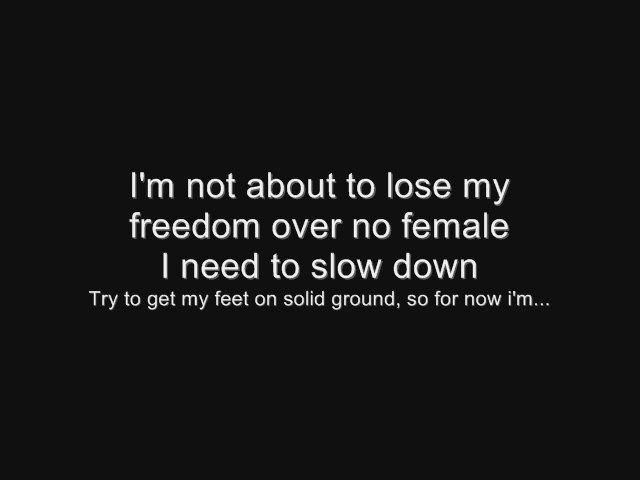 I'm not about to lose my
freedom over no female
I need to slow down
Try to get my feet on solid ground, so for now i'm...